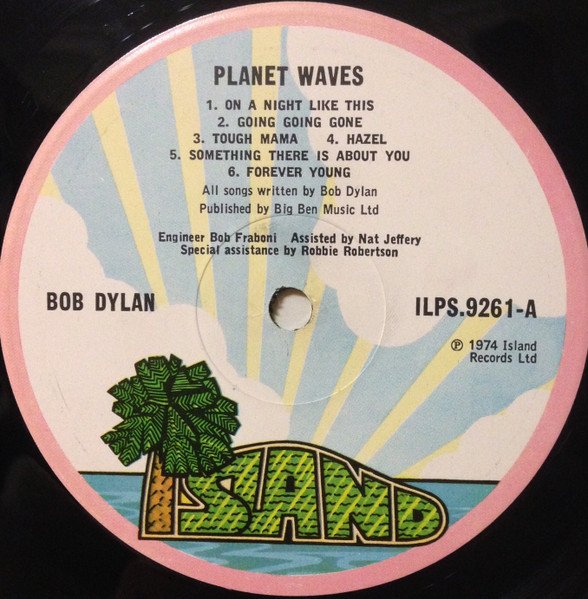 PLANET WAVES
1. ON A NIGHT LIKE THIS
2. GOING GOING GONE
3. TOUGH MAMA 4. HAZEL
5. SOMETHING THERE IS ABOUT YOU
6. FOREVER YOUNG
All songs written by Bob Dylan
Published by Big Ben Music Ltd
Engineer Bob Fraboni Assisted by Nat Jeffery
Special assistance by Robbie Robertson
BOB DYLAN
ILPS.9261-A
℗ 1974 Island
Records Ltd
ISLAND